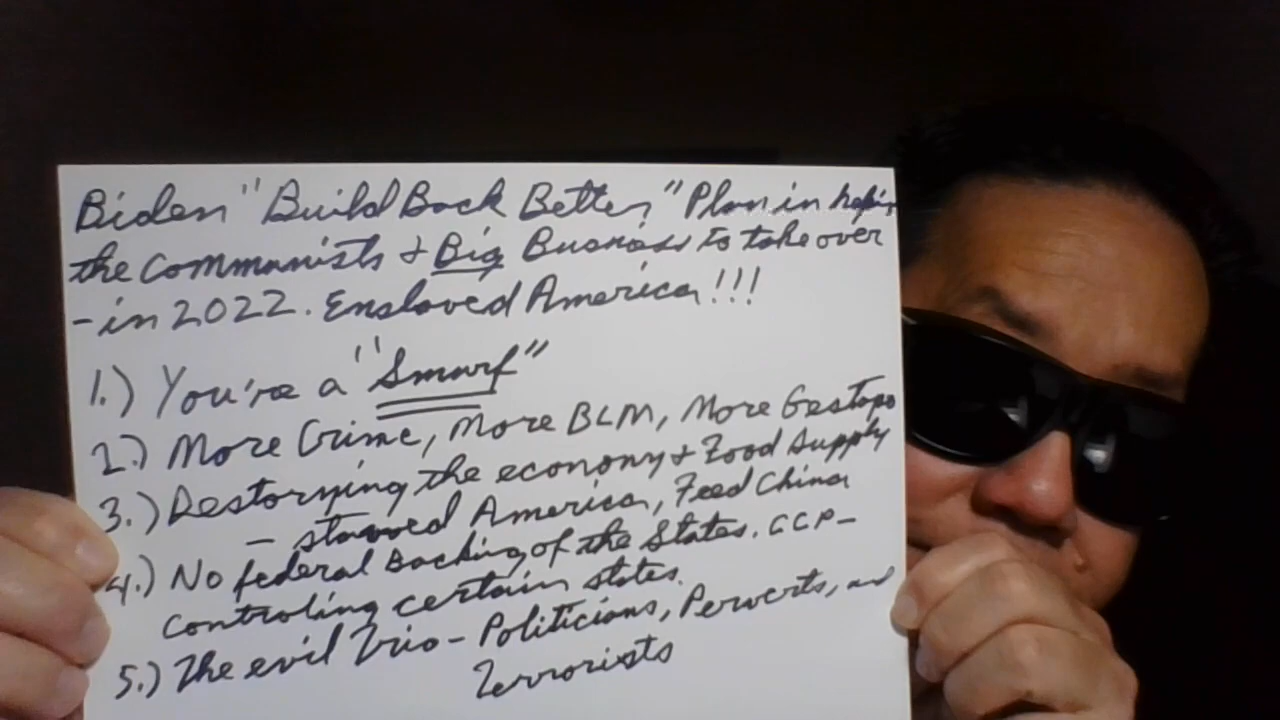 Biden "Build Back Better," Plan in helping
the Communists & Big Business to take over
- in 2022. Enslaved America!!!
1.) You're a "Smurf"
2.) More Crime, More BLM, More Gestapo
3.) Destorying the economy & Food Supply
- starved America, Feed China
4.) No federal Backing of the States. CCP-
controling certain states.
5.) The evil Trio - Politicians, Perverts, and
Terrorists